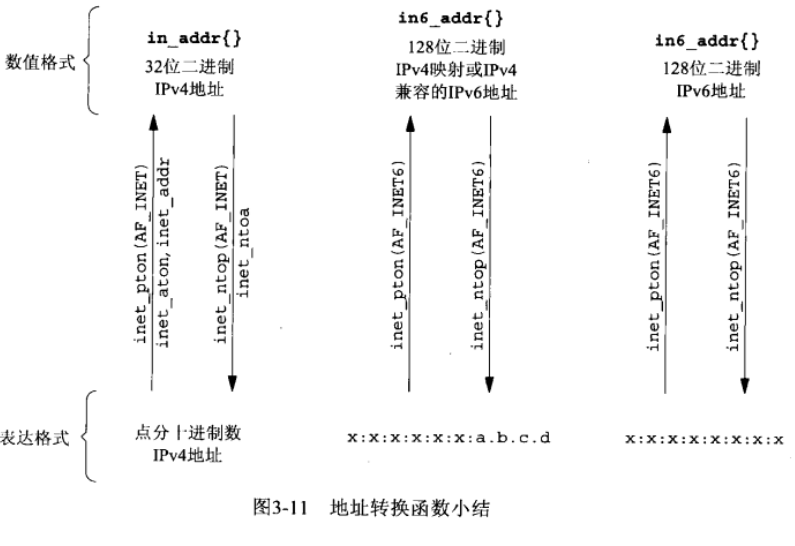 in_addr{}
32位二进制
IPv4地址
in6_addr{}
128位二进制
IPv4映射或IPv4
兼容的IPv6地址
in6_addr{}
128位二进制
IPv6地址
数值格式
inet_pton(AF_INET)
inet_aton,inet_addr
inet_ntop(AF_INET)
inet_ntoa
inet_pton(AF_INET6)
inet_ntop(AF_INET6)
inet_pton(AF_INET6)
inet_ntop(AF_INET6)
表达格式
点分十进制数
IPv4地址
x:x:x:x:x:x:a.b.c.d
x:x:x:x:x:x:x:x
图3-11 地址转换函数小结